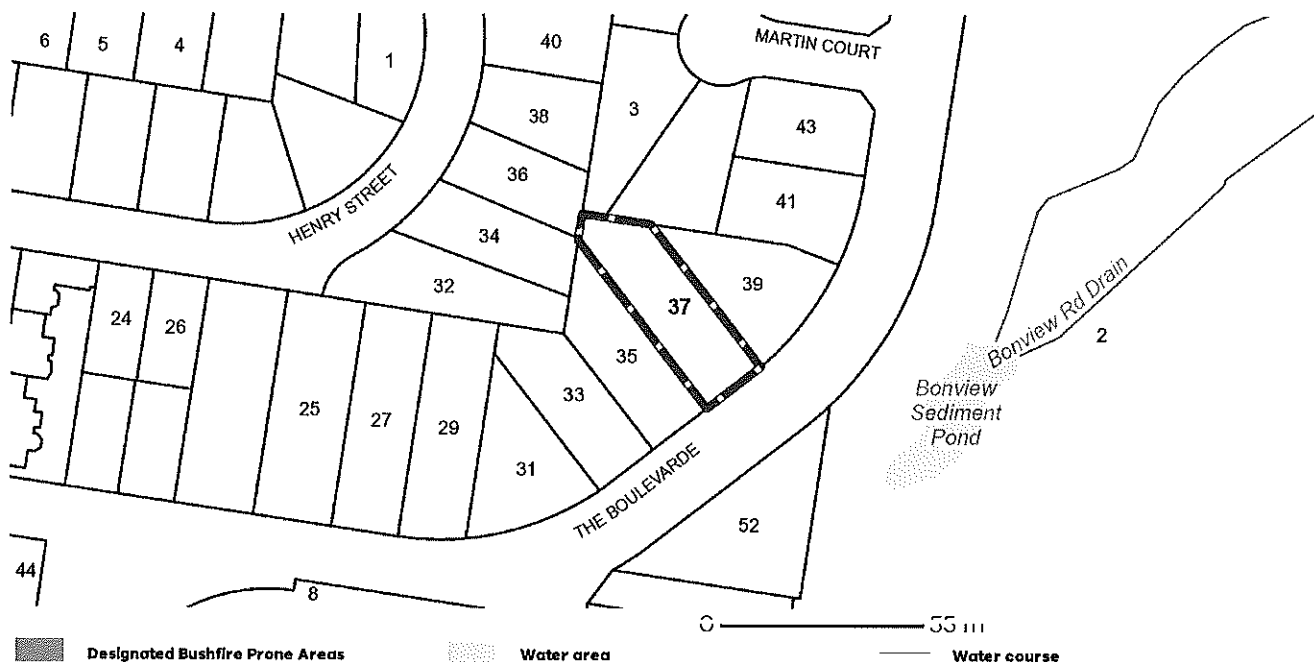 6
5
4
1
40
MARTIN COURT
3
38
43
36
41
HENRY STREET
34
32
39
37
24
26
35
Bonview Rd Drain
2
33
Bonview
Sediment
Pond
25
27
29
31
THE BOULEVARDE
52
44
8
0
Designated Bushfire Prone Areas
Water area
Water course